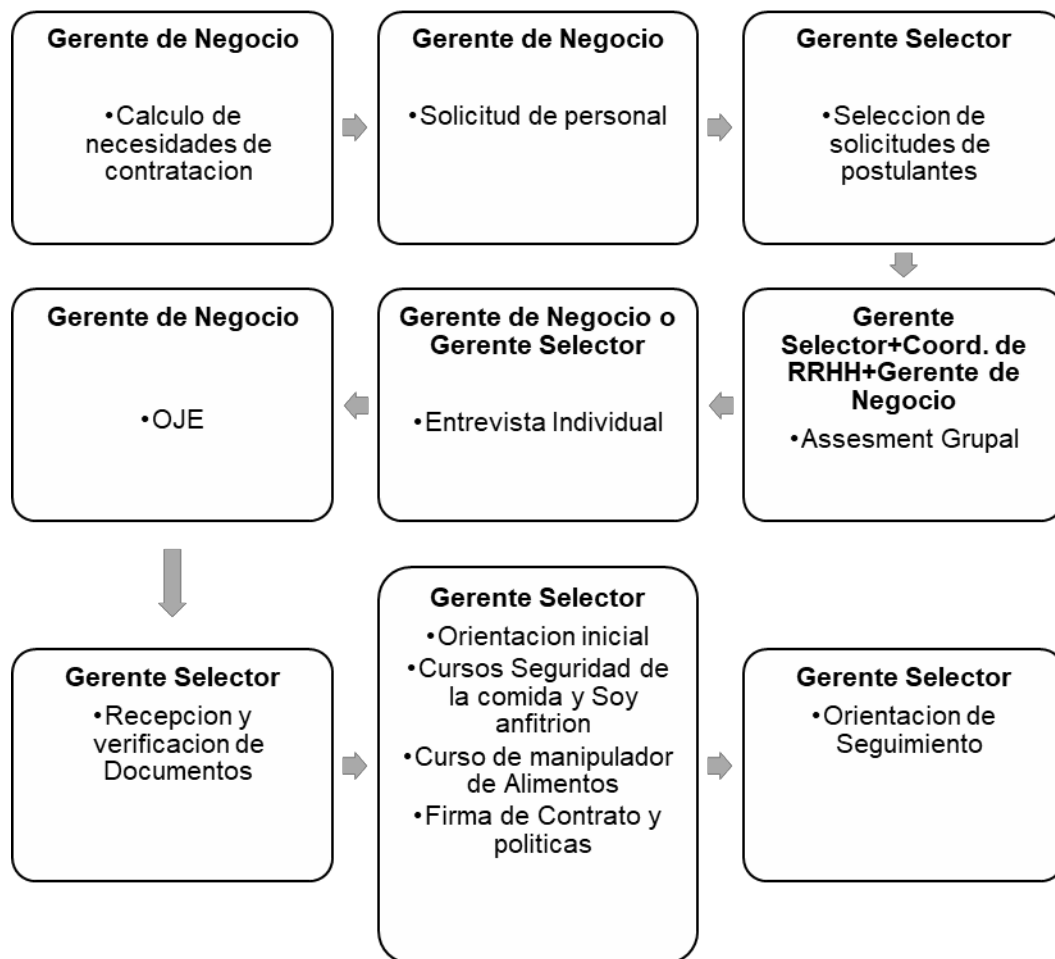 Gerente de Negocio
•Calculo de
necesidades de
contratacion
Gerente de Negocio
•Solicitud de personal
Gerente Selector
•Seleccion de
solicitudes de
postulantes
Gerente
Selector+Coord. de
RRHH+Gerente de
Negocio
•Assesment Grupal
Gerente de Negocio o
Gerente Selector
•Entrevista Individual
Gerente de Negocio
•OJE
Gerente Selector
•Recepcion y
verificacion de
Documentos
Gerente Selector
•Orientacion inicial
•Cursos Seguridad de
la comida y Soy
anfitrion
•Curso de manipulador
de Alimentos
•Firma de Contrato y
politicas
Gerente Selector
•Orientacion de
Seguimiento